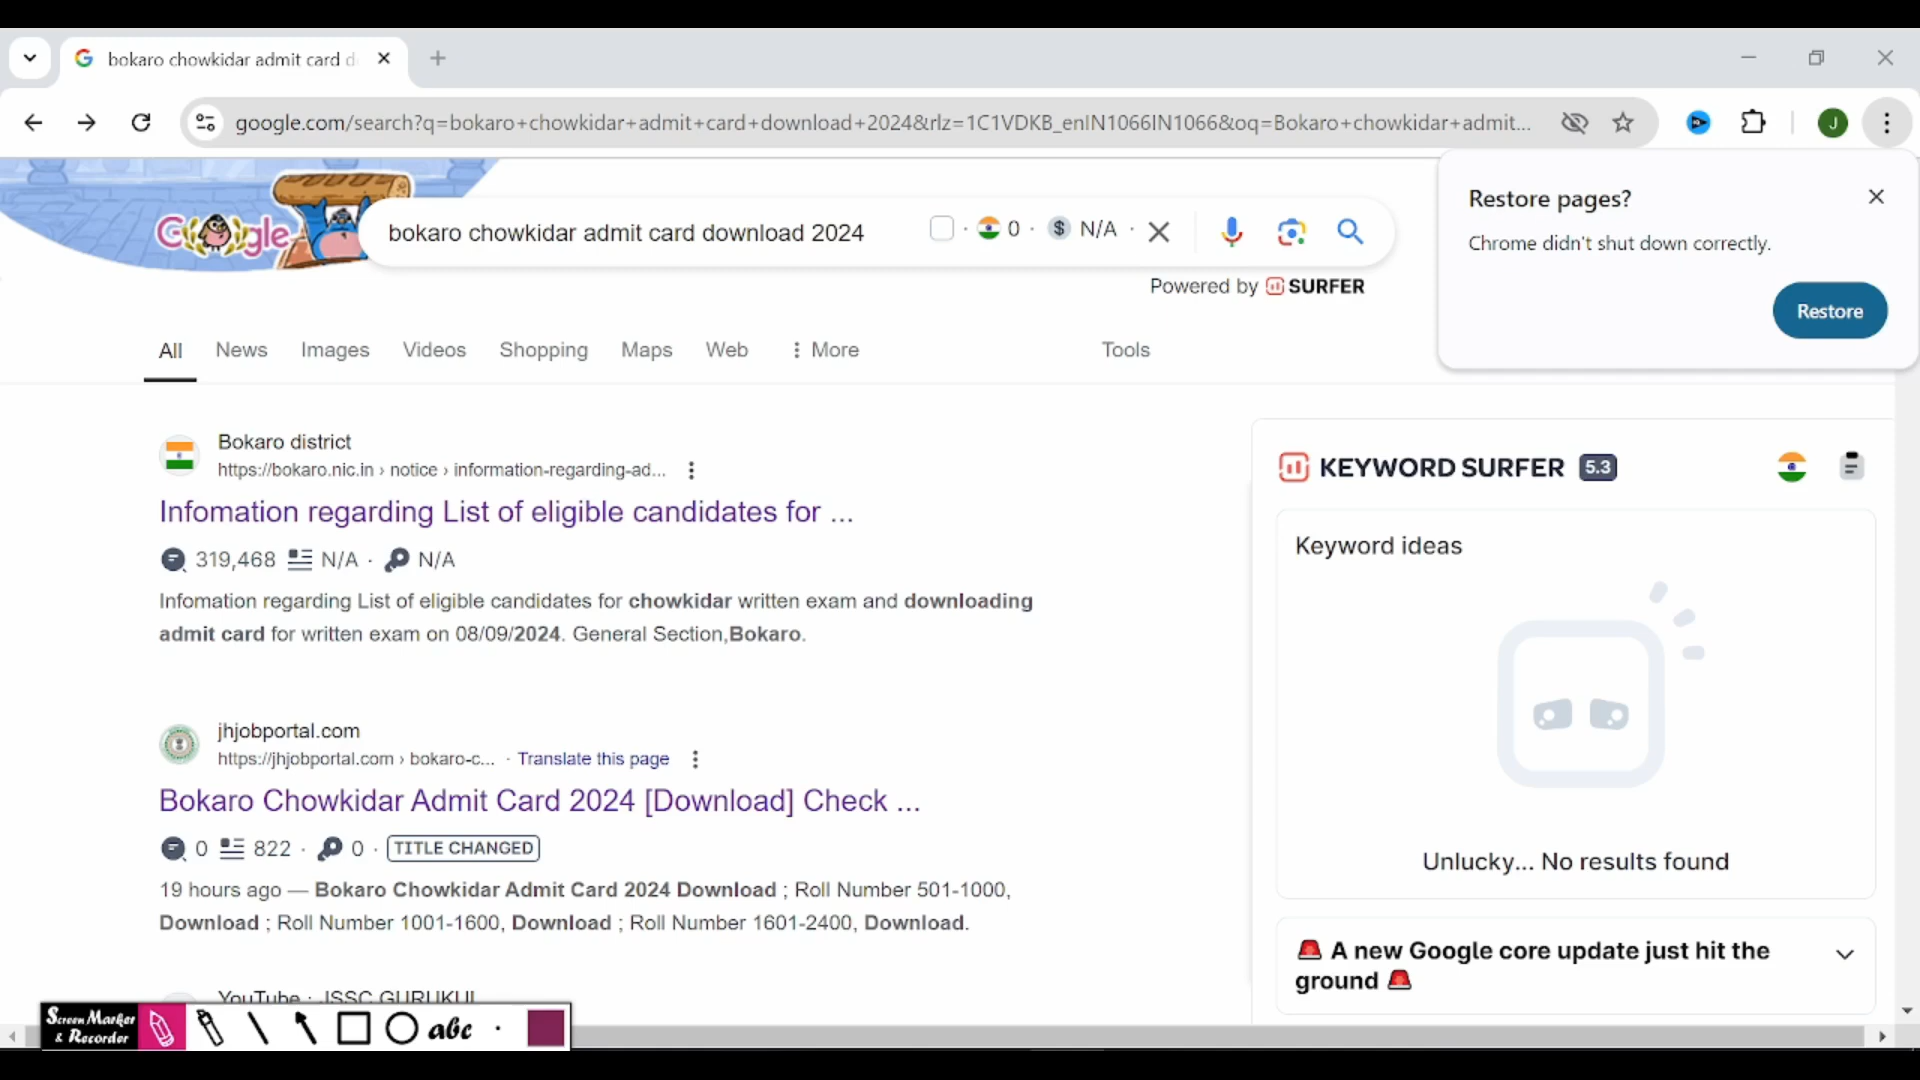 bokaro chowkidar admit card d
google.com/search?q=bokaro+chowkidar+admit+card+download+2024&rlz=1C1VDKB_enIN1066IN1066&oq=Bokaro+chowkidar+admit...
J
Restore pages?
Chrome didn't shut down correctly.
Restore
Google
bokaro chowkidar admit card download 2024
· 0 · $ N/A ·
Powered by SURFER
All News Images Videos Shopping Maps Web More Tools
Bokaro district
https://bokaro.nic.in › notice › information-regarding-ad...
Infomation regarding List of eligible candidates for ...
319,468 N/A · N/A
Infomation regarding List of eligible candidates for chowkidar written exam and downloading
admit card for written exam on 08/09/2024. General Section,Bokaro.
jhjobportal.com
https://jhjobportal.com › bokaro-c... · Translate this page
Bokaro Chowkidar Admit Card 2024 [Download] Check ...
0 822 · 0 · TITLE CHANGED
19 hours ago — Bokaro Chowkidar Admit Card 2024 Download ; Roll Number 501-1000,
Download ; Roll Number 1001-1600, Download ; Roll Number 1601-2400, Download.
YouTube · JSSC GURUKUL
KEYWORD SURFER 5.3
Keyword ideas
Unlucky... No results found
🚨 A new Google core update just hit the
ground 🚨
Screen Marker
& Recorder
abc